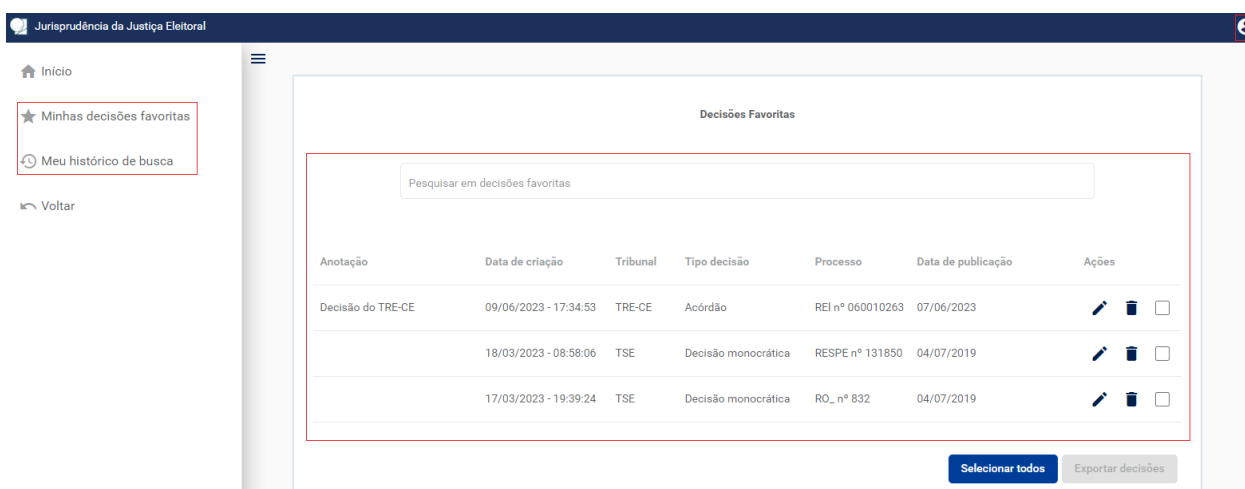 Jurisprudência da Justiça Eleitoral
Início
Minhas decisões favoritas
Meu histórico de busca
Voltar
Decisões Favoritas
Pesquisar em decisões favoritas
Anotação Data de criação Tribunal Tipo decisão Processo Data de publicação Ações
Decisão do TRE-CE 09/06/2023 - 17:34:53 TRE-CE Acórdão REl nº 060010263 07/06/2023
18/03/2023 - 08:58:06 TSE Decisão monocrática RESPE nº 131850 04/07/2019
17/03/2023 - 19:39:24 TSE Decisão monocrática RO_ nº 832 04/07/2019
Selecionar todos Exportar decisões